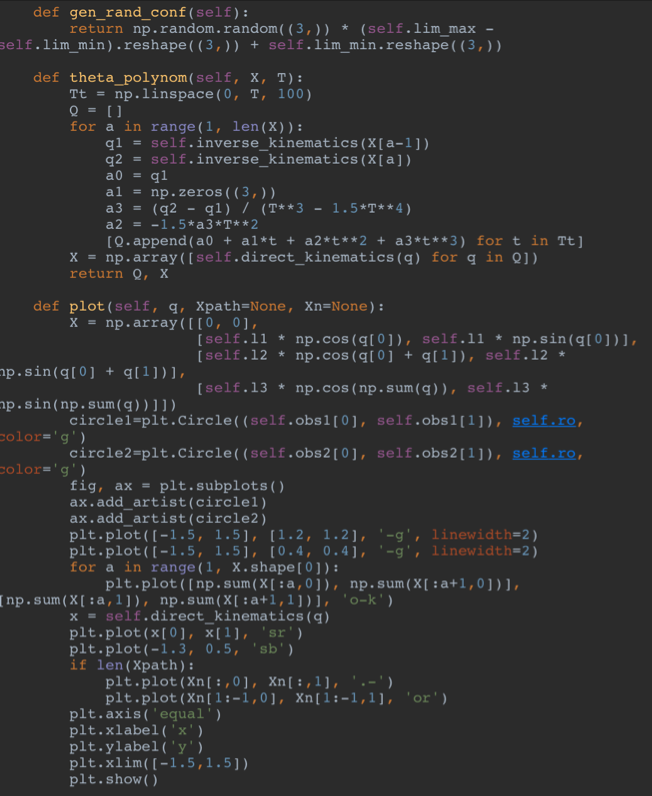 def gen_rand_conf(self):
return np.random.random((3,)) * (self.lim_max -
self.lim_min).reshape((3,)) + self.lim_min.reshape((3,))
def theta_polynom(self, X, T):
Tt = np.linspace(0, T, 100)
Q = []
for a in range(1, len(X)):
q1 = self.inverse_kinematics(X[a-1])
q2 = self.inverse_kinematics(X[a])
a0 = q1
a1 = np.zeros((3,))
a3 = (q2 - q1) / (T**3 - 1.5*T**4)
a2 = -1.5*a3*T**2
[Q.append(a0 + a1*t + a2*t**2 + a3*t**3) for t in Tt]
X = np.array([self.direct_kinematics(q) for q in Q])
return Q, X
def plot(self, q, Xpath=None, Xn=None):
X = np.array([[0, 0],
[self.l1 * np.cos(q[0]), self.l1 * np.sin(q[0])],
[self.l2 * np.cos(q[0] + q[1]), self.l2 *
np.sin(q[0] + q[1])],
[self.l3 * np.cos(np.sum(q)), self.l3 *
np.sin(np.sum(q))]])
circle1=plt.Circle((self.obs1[0], self.obs1[1]), self.ro,
color='g')
circle2=plt.Circle((self.obs2[0], self.obs2[1]), self.ro,
color='g')
fig, ax = plt.subplots()
ax.add_artist(circle1)
ax.add_artist(circle2)
plt.plot([-1.5, 1.5], [1.2, 1.2], '-g', linewidth=2)
plt.plot([-1.5, 1.5], [0.4, 0.4], '-g', linewidth=2)
for a in range(1, X.shape[0]):
plt.plot([np.sum(X[:a,0]), np.sum(X[:a+1,0])],
[np.sum(X[:a,1]), np.sum(X[:a+1,1])], 'o-k')
x = self.direct_kinematics(q)
plt.plot(x[0], x[1], 'sr')
plt.plot(-1.3, 0.5, 'sb')
if len(Xpath):
plt.plot(Xn[:,0], Xn[:,1], '.-')
plt.plot(Xn[1:-1,0], Xn[1:-1,1], 'or')
plt.axis('equal')
plt.xlabel('x')
plt.ylabel('y')
plt.xlim([-1.5,1.5])
plt.show()